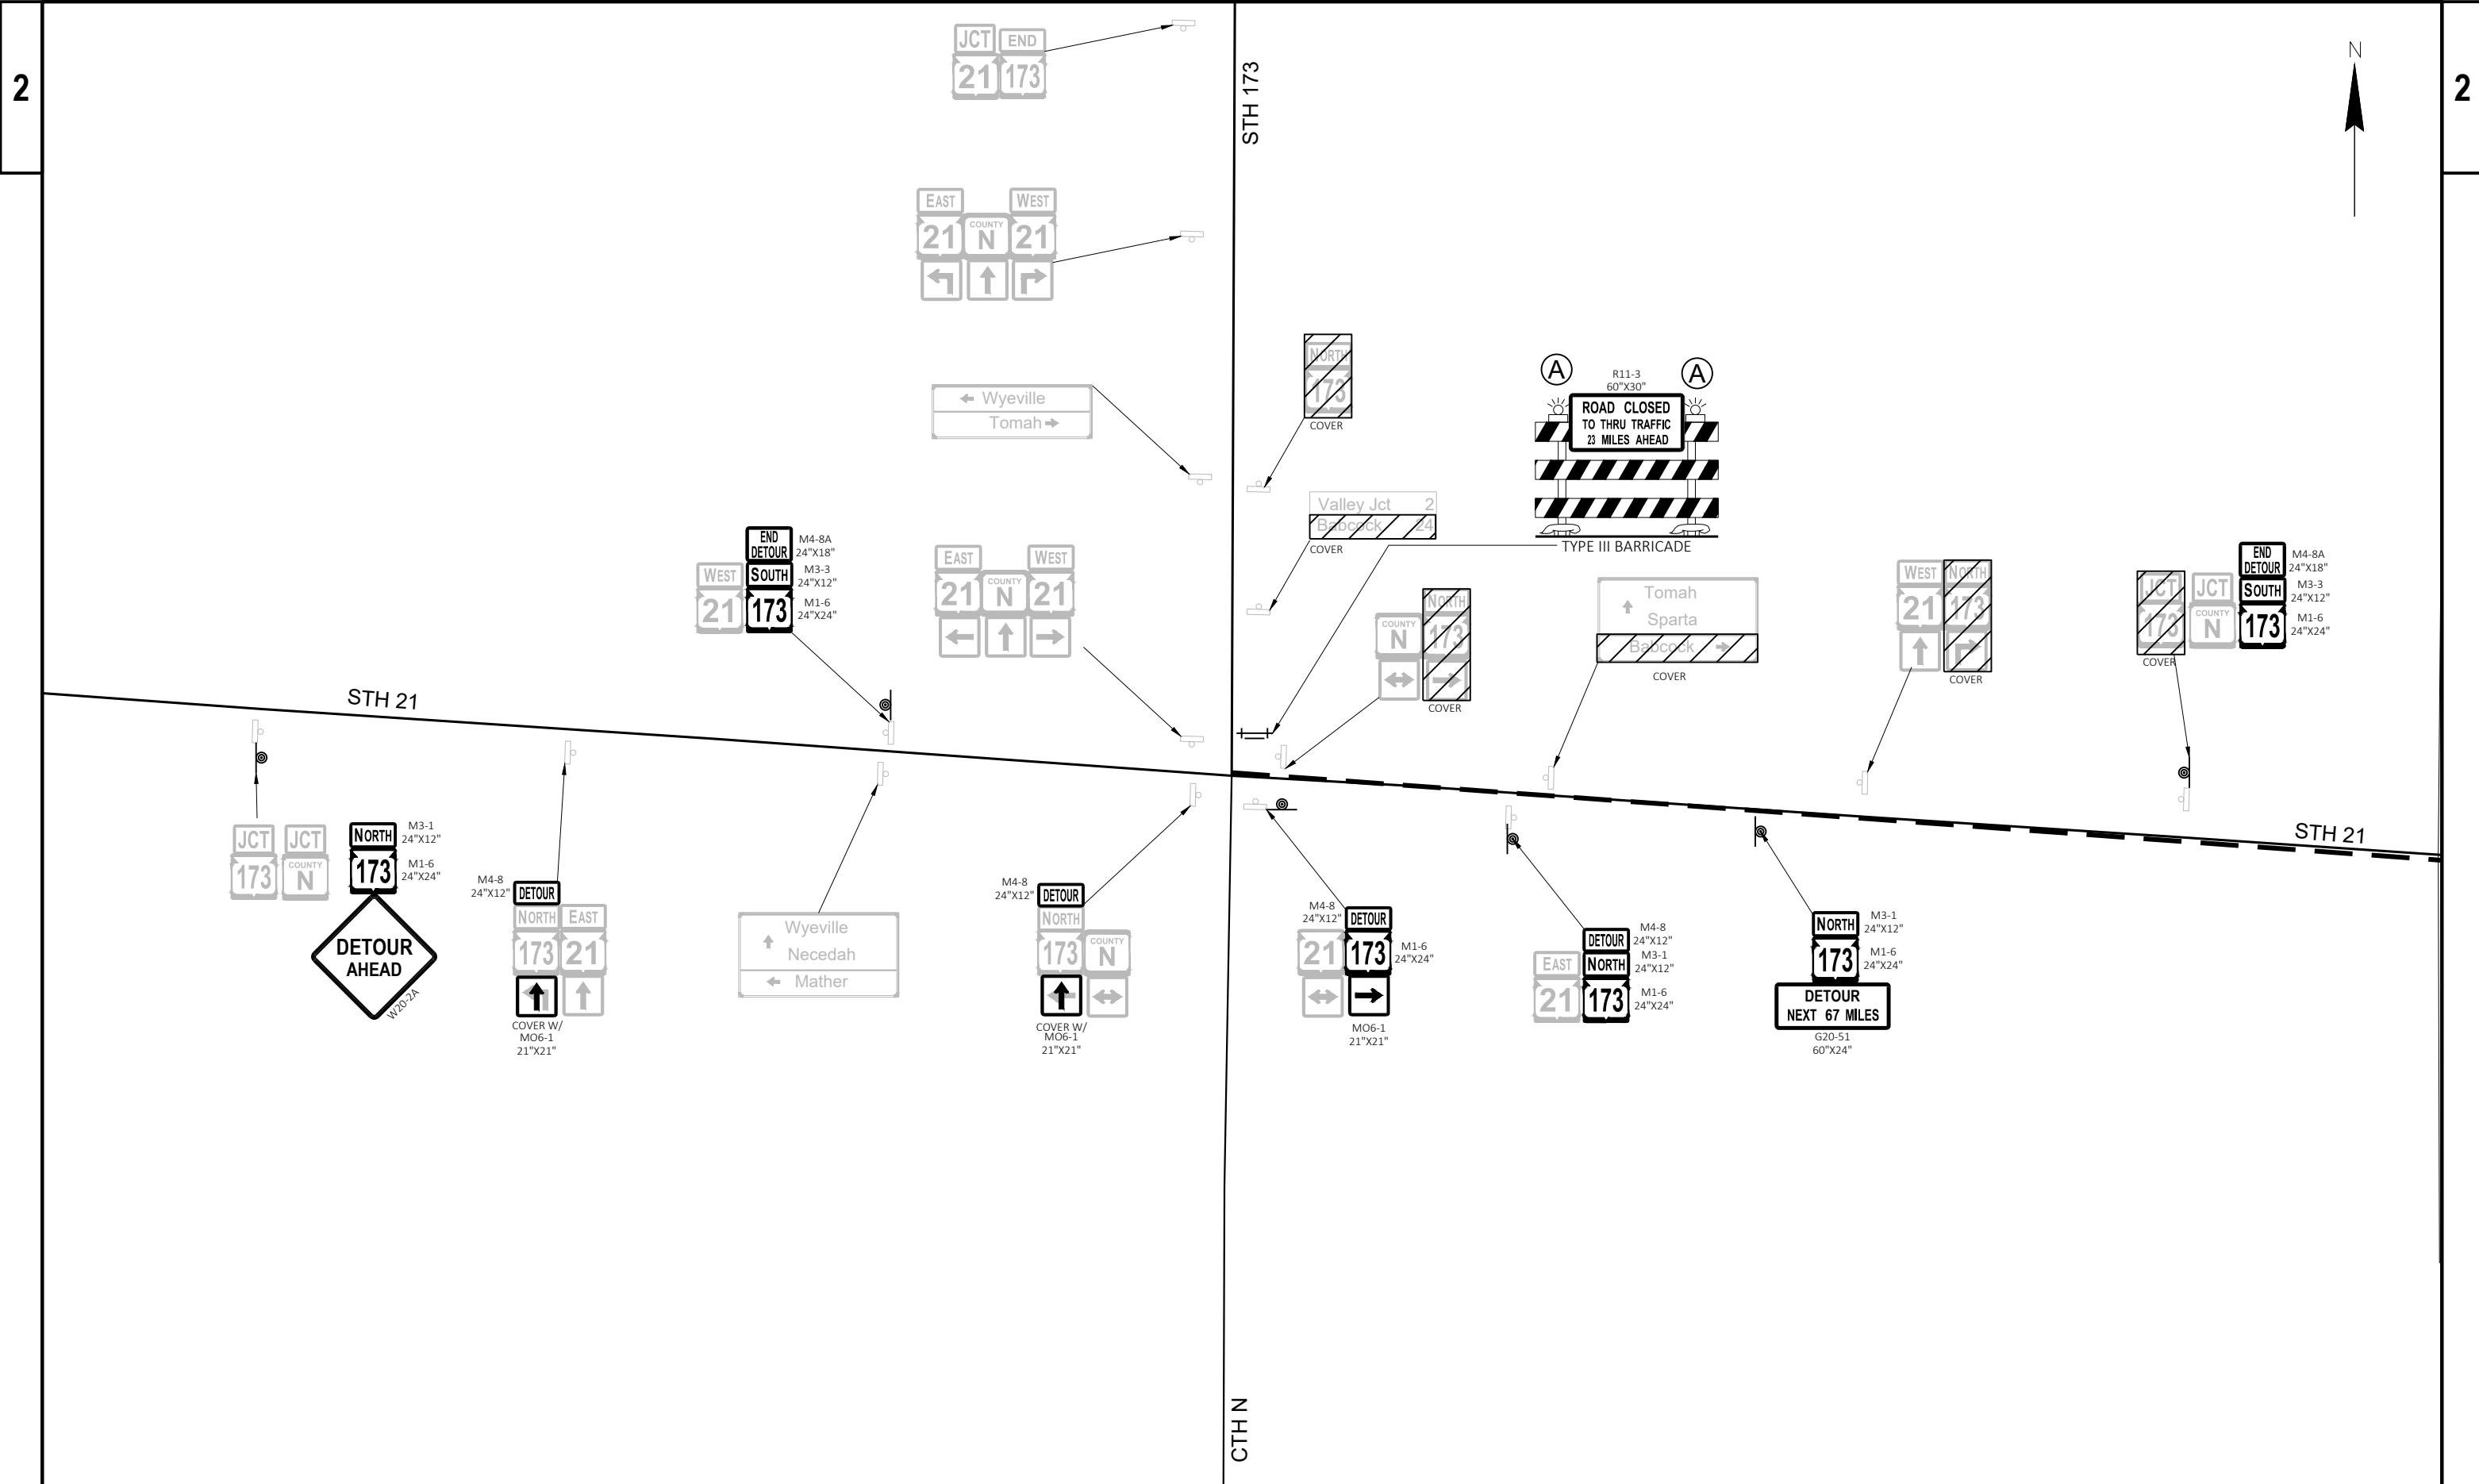 2
2
N
JCT END
21 173
STH 173
EAST WEST
21 COUNTY N 21
← Wyeville
Tomah →
NORTH
173
COVER
A A
R11-3
60"X30"
ROAD CLOSED
TO THRU TRAFFIC
23 MILES AHEAD
TYPE III BARRICADE
Valley Jct 2
Babcock 24
COVER
END
DETOUR
M4-8A
24"X18"
WEST SOUTH
M3-3
24"X12"
21 173
M1-6
24"X24"
EAST WEST
21 COUNTY N 21
NORTH
COUNTY N 173
COVER
Tomah
Sparta
Babcock →
COVER
WEST NORTH
21 173
COVER
JCT JCT
173 COUNTY N
COVER
END
DETOUR
M4-8A
24"X18"
SOUTH
M3-3
24"X12"
173
M1-6
24"X24"
STH 21
STH 21
JCT JCT
173 COUNTY N
NORTH
M3-1
24"X12"
173
M1-6
24"X24"
DETOUR
AHEAD
W20-2A
M4-8
24"X12"
DETOUR
NORTH EAST
173 21
COVER W/
MO6-1
21"X21"
Wyeville
Necedah
← Mather
M4-8
24"X12"
DETOUR
NORTH
173 COUNTY N
COVER W/
MO6-1
21"X21"
M4-8
24"X12"
DETOUR
21 173
M1-6
24"X24"
MO6-1
21"X21"
DETOUR
M4-8
24"X12"
EAST NORTH
M3-1
24"X12"
21 173
M1-6
24"X24"
NORTH
M3-1
24"X12"
173
M1-6
24"X24"
DETOUR
NEXT 67 MILES
G20-51
60"X24"
CTH N